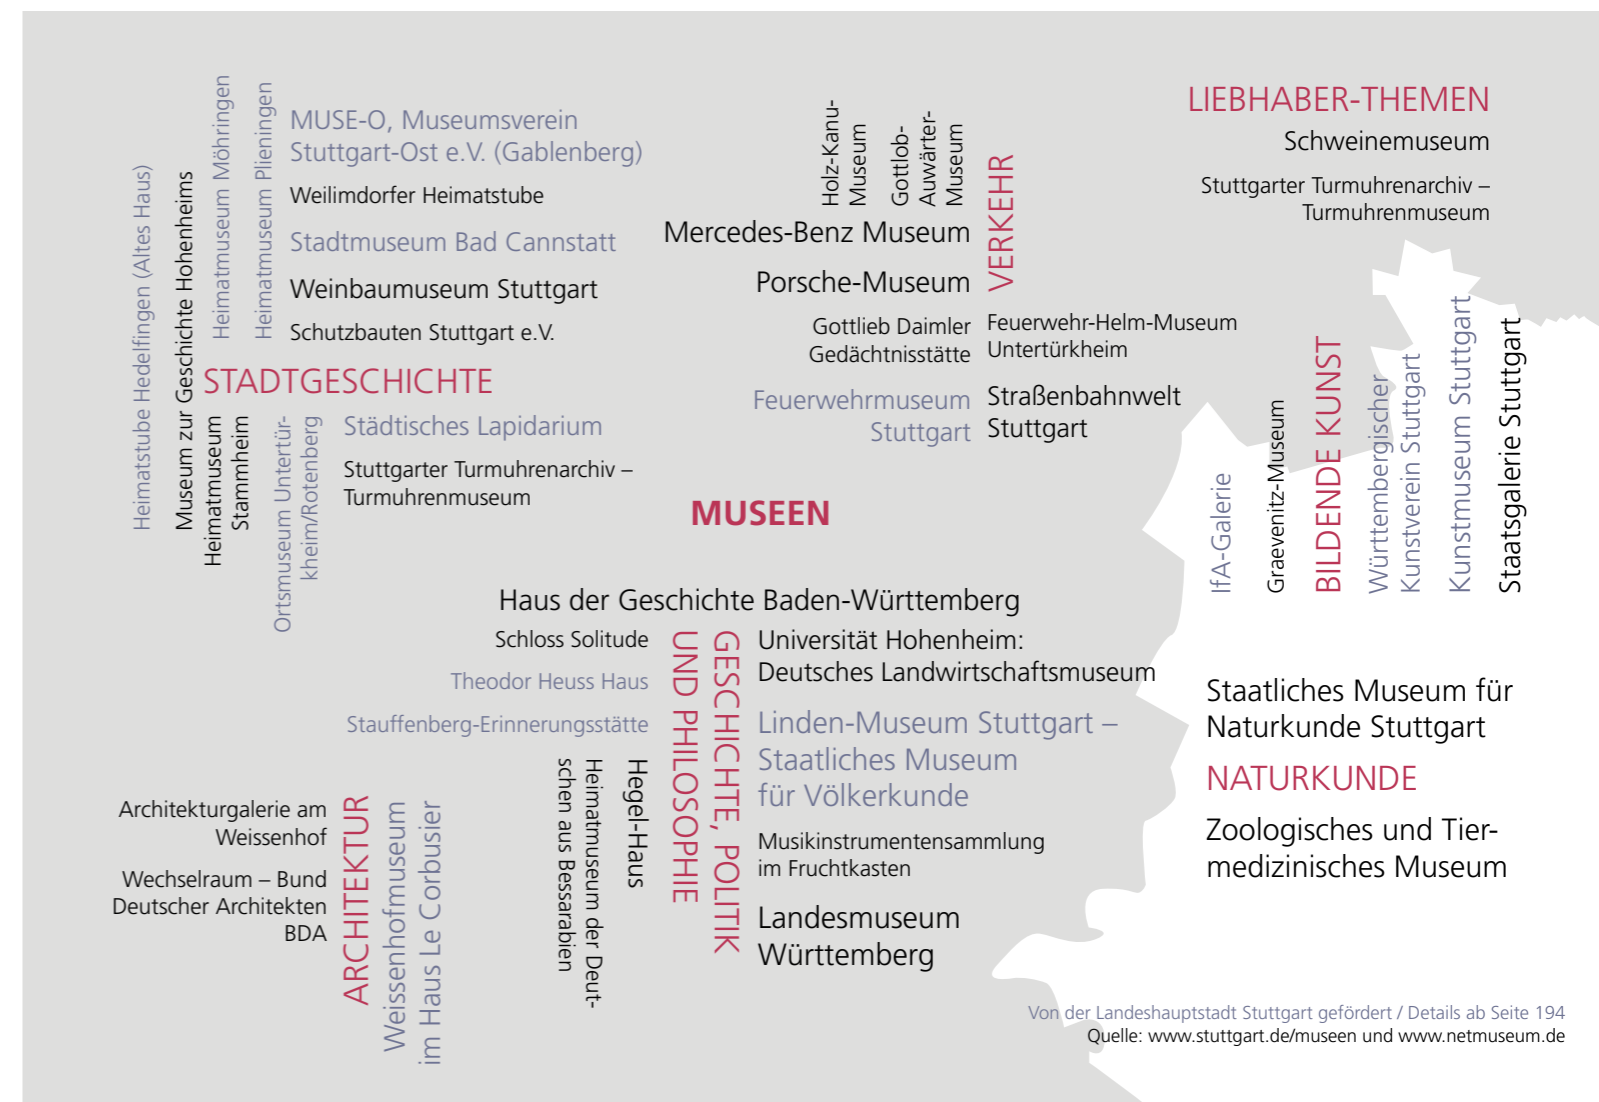 Heimatstube Hedelfingen (Altes Haus)
Museum zur Geschichte Hohenheims
Heimatmuseum Möhringen
Heimatmuseum Plieningen
MUSE-O, Museumsverein
Stuttgart-Ost e.V. (Gablenberg)
Weilimdorfer Heimatstube
Stadtmuseum Bad Cannstatt
Weinbaumuseum Stuttgart
Schutzbauten Stuttgart e.V.
STADTGESCHICHTE
Heimatmuseum
Stammheim
Ortsmuseum Untertür-
kheim/Rotenberg
Städtisches Lapidarium
Stuttgarter Turmuhrenarchiv –
Turmuhrenmuseum
Holz-Kanu-
Museum
Gottlob-
Auwärter-
Museum
VERKEHR
Mercedes-Benz Museum
Porsche-Museum
Gottlieb Daimler
Gedächtnisstätte
Feuerwehr-Helm-Museum
Untertürkheim
Feuerwehrmuseum
Stuttgart
Straßenbahnwelt
Stuttgart
LIEBHABER-THEMEN
Schweinemuseum
Stuttgarter Turmuhrenarchiv –
Turmuhrenmuseum
IfA-Galerie
Graevenitz-Museum
BILDENDE KUNST
Württembergischer
Kunstverein Stuttgart
Kunstmuseum Stuttgart
Staatsgalerie Stuttgart
MUSEEN
Haus der Geschichte Baden-Württemberg
Schloss Solitude
Theodor Heuss Haus
Stauffenberg-Erinnerungsstätte
Hegel-Haus
Heimatmuseum der Deut-
schen aus Bessarabien
GESCHICHTE, POLITIK
UND PHILOSOPHIE
Universität Hohenheim:
Deutsches Landwirtschaftsmuseum
Linden-Museum Stuttgart –
Staatliches Museum
für Völkerkunde
Musikinstrumentensammlung
im Fruchtkasten
Landesmuseum
Württemberg
Staatliches Museum für
Naturkunde Stuttgart
NATURKUNDE
Zoologisches und Tier-
medizinisches Museum
Architekturgalerie am
Weissenhof
Wechselraum – Bund
Deutscher Architekten
BDA
ARCHITEKTUR
Weissenhofmuseum
im Haus Le Corbusier
Von der Landeshauptstadt Stuttgart gefördert / Details ab Seite 194
Quelle: www.stuttgart.de/museen und www.netmuseum.de